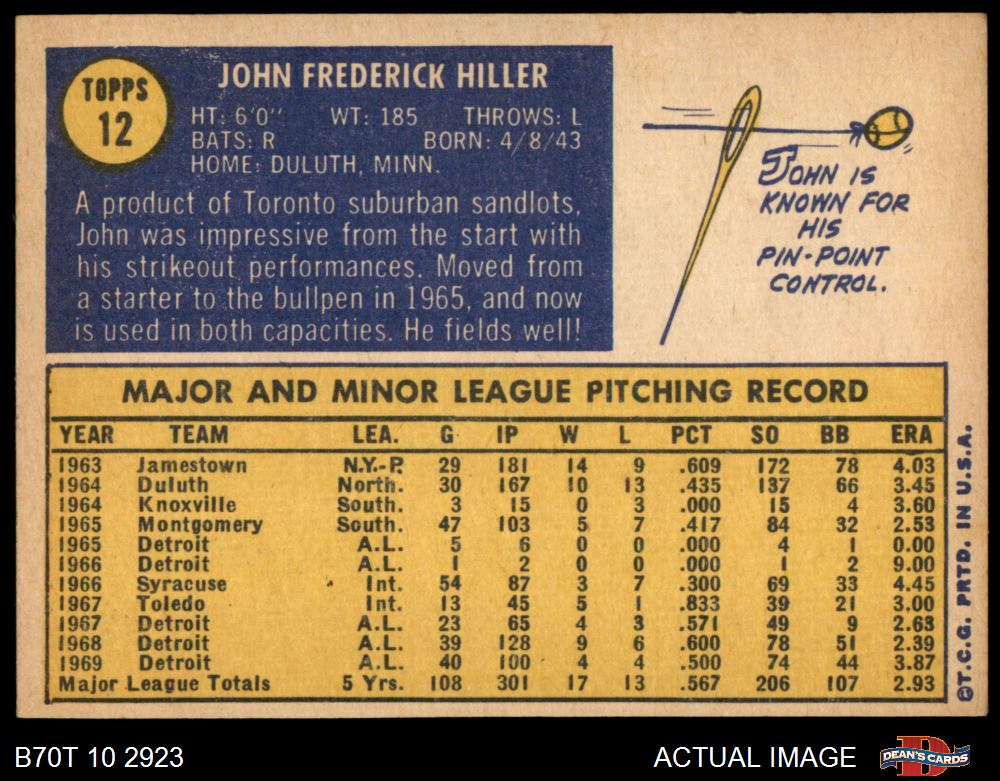 TOPPS
12
JOHN FREDERICK HILLER
HT: 6'0" WT: 185 THROWS: L
BATS: R BORN: 4/8/43
HOME: DULUTH, MINN.
A product of Toronto suburban sandlots,
John was impressive from the start with
his strikeout performances. Moved from
a starter to the bullpen in 1965, and now
is used in both capacities. He fields well!
JOHN IS
KNOWN FOR
HIS
PIN-POINT
CONTROL.
MAJOR AND MINOR LEAGUE PITCHING RECORD
YEAR TEAM LEA. G IP W L PCT SO BB ERA
1963 Jamestown N.Y.-P. 29 181 14 9 .609 172 78 4.03
1964 Duluth North. 30 167 10 13 .435 137 66 3.45
1964 Knoxville South. 3 15 0 3 .000 15 4 3.60
1965 Montgomery South. 47 103 5 7 .417 84 32 2.53
1965 Detroit A.L. 5 6 0 0 .000 4 1 0.00
1966 Detroit A.L. 1 2 0 0 .000 1 2 9.00
1966 Syracuse Int. 54 87 3 7 .300 69 33 4.45
1967 Toledo Int. 13 45 5 1 .833 39 21 3.00
1967 Detroit A.L. 23 65 4 3 .571 49 9 2.63
1968 Detroit A.L. 39 128 9 6 .600 78 51 2.39
1969 Detroit A.L. 40 100 4 4 .500 74 44 3.87
Major League Totals 5 Yrs. 108 301 17 13 .567 206 107 2.93
©T.C.G. PRTD. IN U.S.A.
B70T 10 2923 ACTUAL IMAGE
DEAN'S CARDS